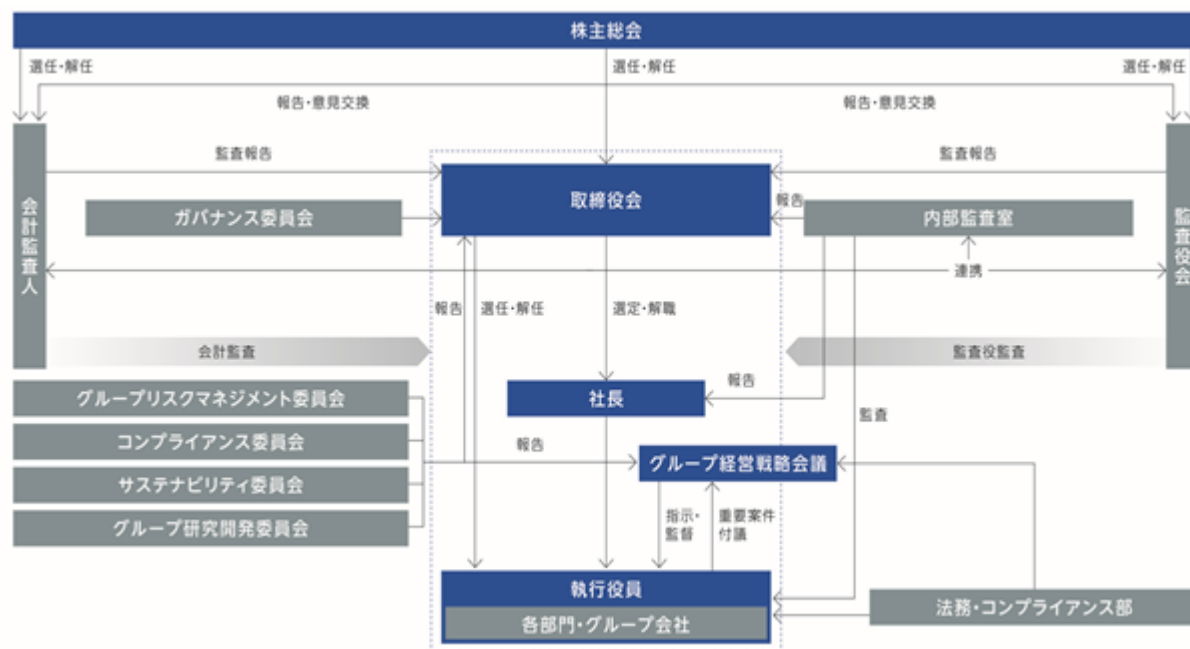 株主総会
選任・解任
選任・解任
選任・解任
報告・意見交換
報告・意見交換
監査報告
監査報告
会計監査人
取締役会
監査役会
ガバナンス委員会
報告
内部監査室
連携
報告
選任・解任
選定・解職
会計監査
監査役監査
グループリスクマネジメント委員会
社長
報告
監査
コンプライアンス委員会
報告
グループ経営戦略会議
サステナビリティ委員会
グループ研究開発委員会
指示・
監督
重要案件
付議
執行役員
各部門・グループ会社
法務・コンプライアンス部